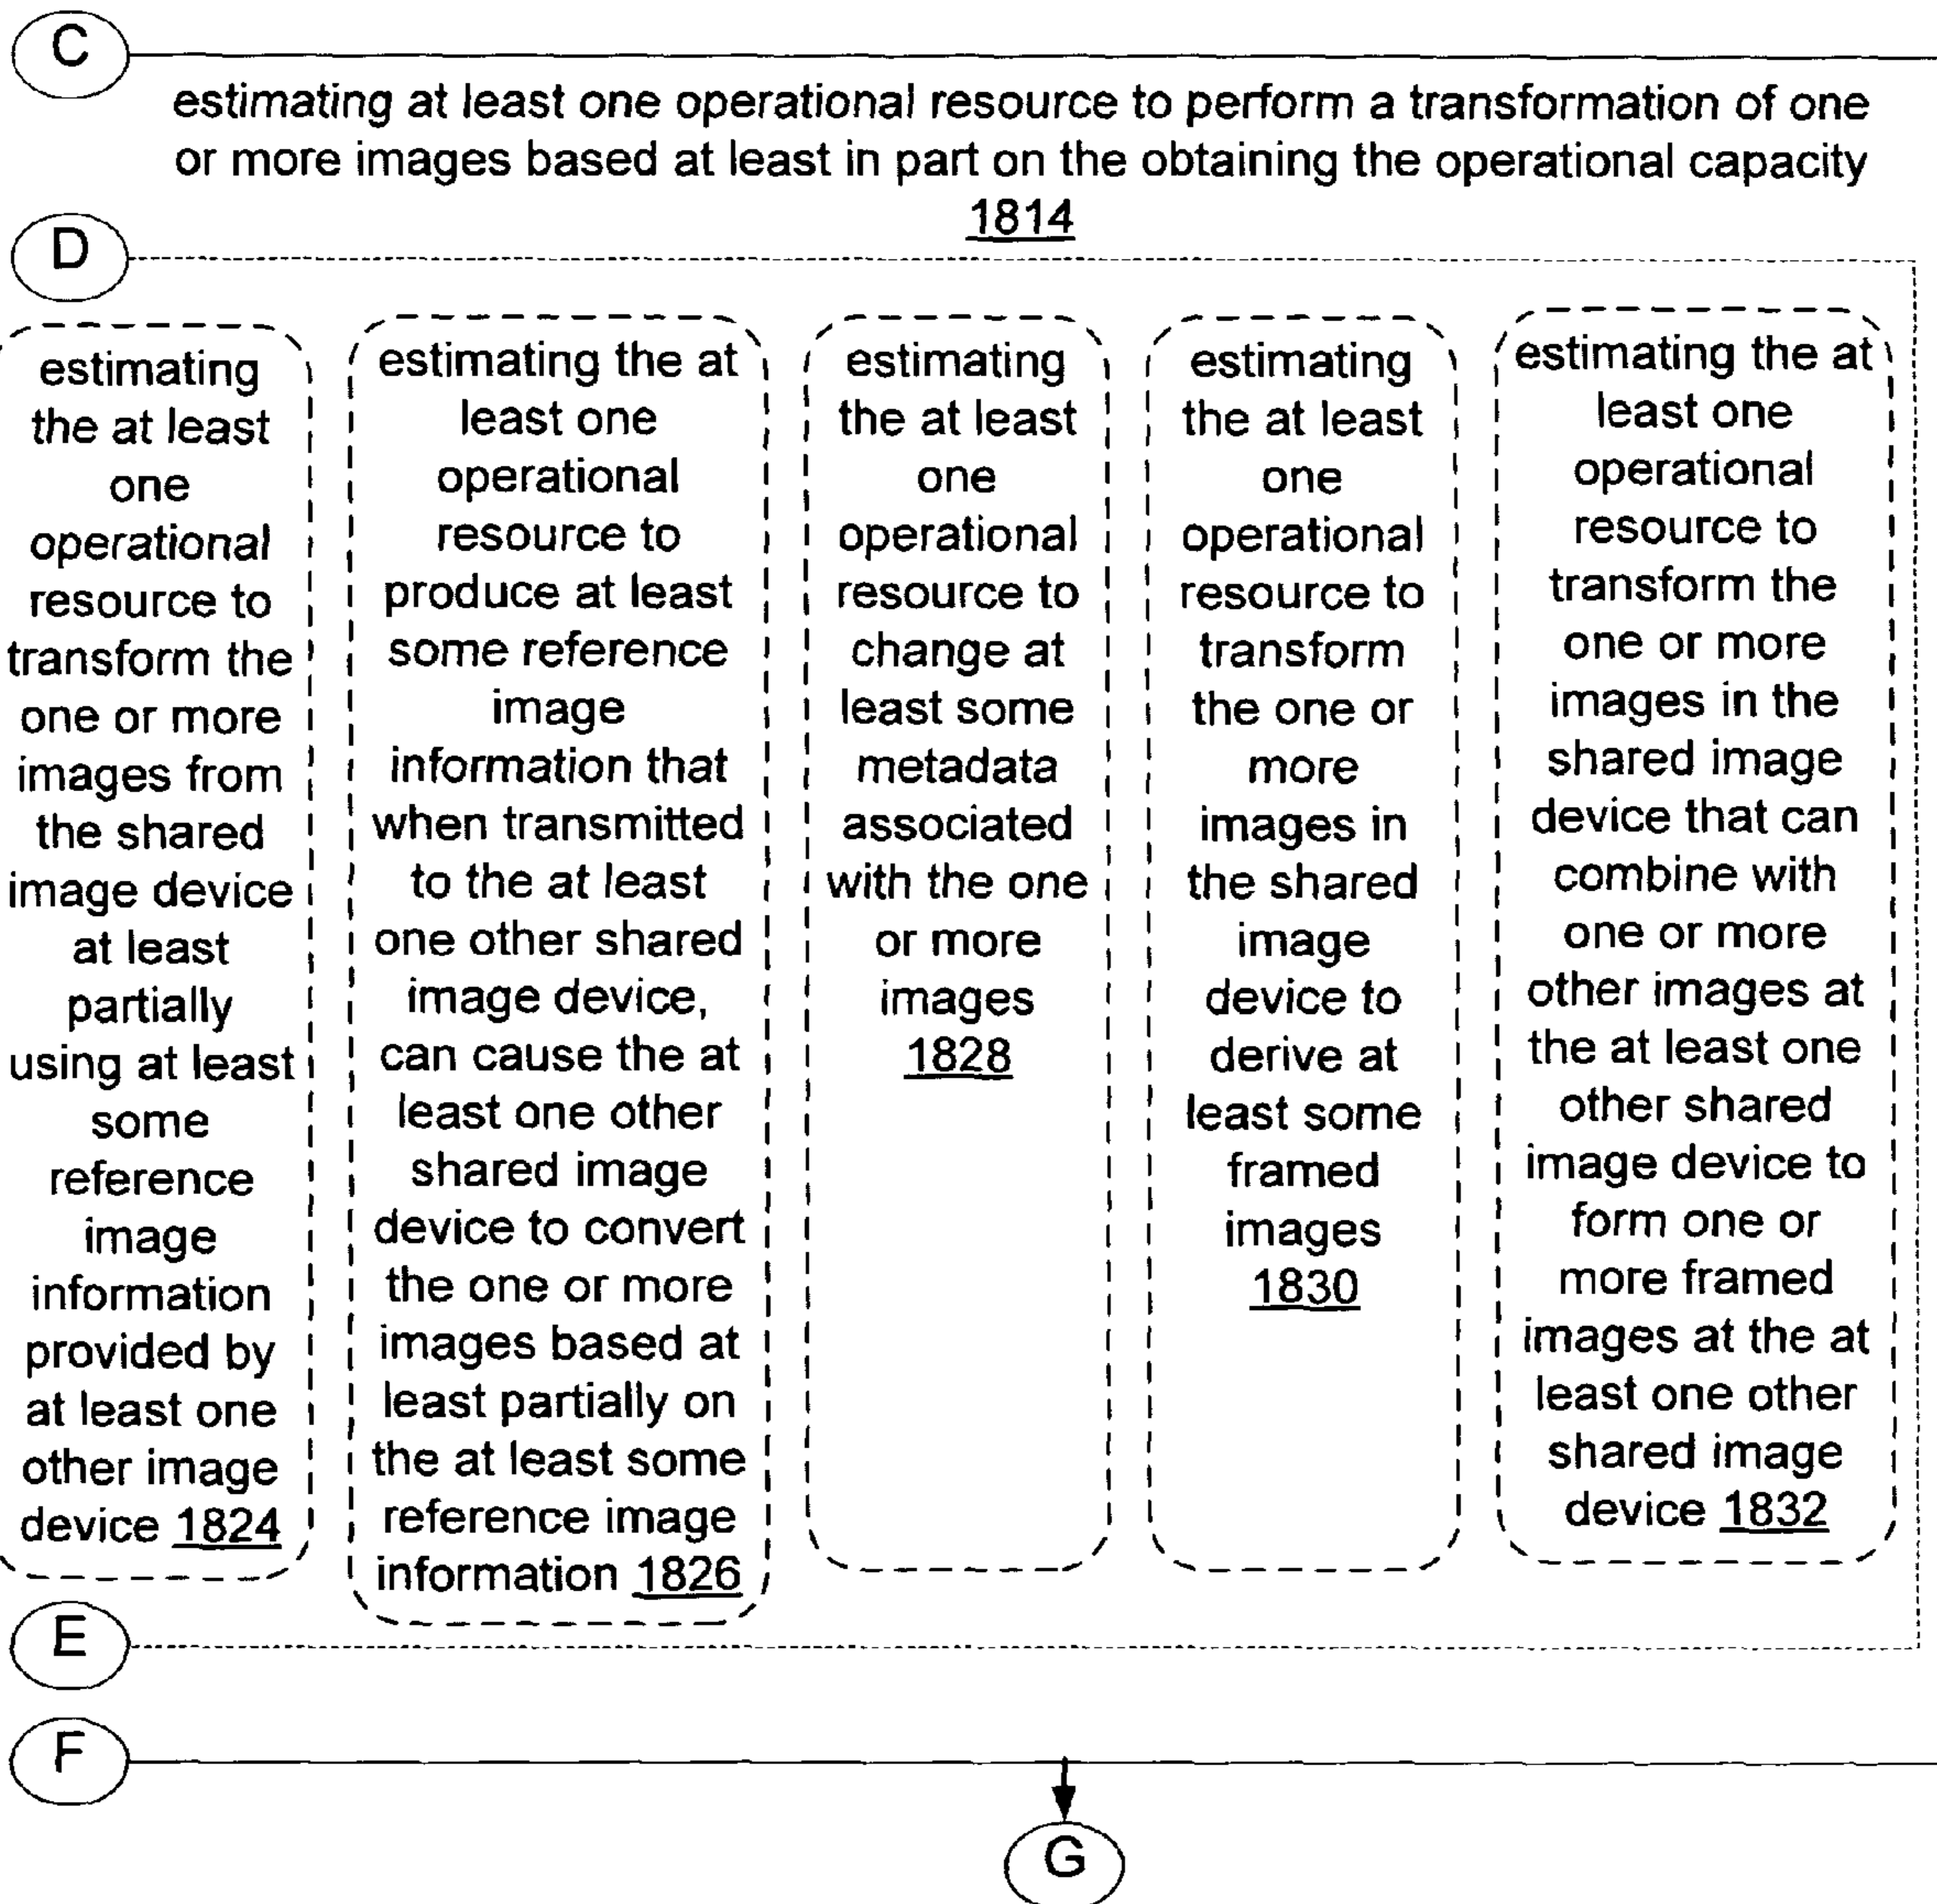 C
estimating at least one operational resource to perform a transformation of one
or more images based at least in part on the obtaining the operational capacity
1814
D
estimating
the at least
one
operational
resource to
transform the
one or more
images from
the shared
image device
at least
partially
using at least
some
reference
image
information
provided by
at least one
other image
device 1824
estimating the at
least one
operational
resource to
produce at least
some reference
image
information that
when transmitted
to the at least
one other shared
image device,
can cause the at
least one other
shared image
device to convert
the one or more
images based at
least partially on
the at least some
reference image
information 1826
estimating
the at least
one
operational
resource to
change at
least some
metadata
associated
with the one
or more
images
1828
estimating
the at least
one
operational
resource to
transform
the one or
more
images in
the shared
image
device to
derive at
least some
framed
images
1830
estimating the at
least one
operational
resource to
transform the
one or more
images in the
shared image
device that can
combine with
one or more
other images at
the at least one
other shared
image device to
form one or
more framed
images at the at
least one other
shared image
device 1832
E
F
G